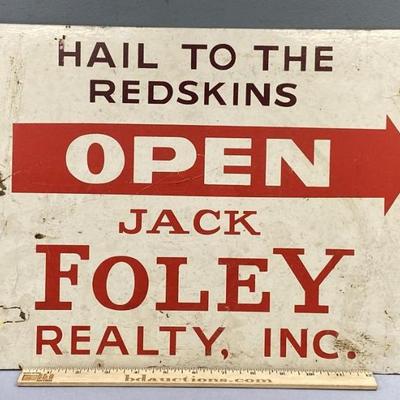 HAIL TO THE
REDSKINS
OPEN
JACK
FOLEY
REALTY, INC.
bdauctions.com